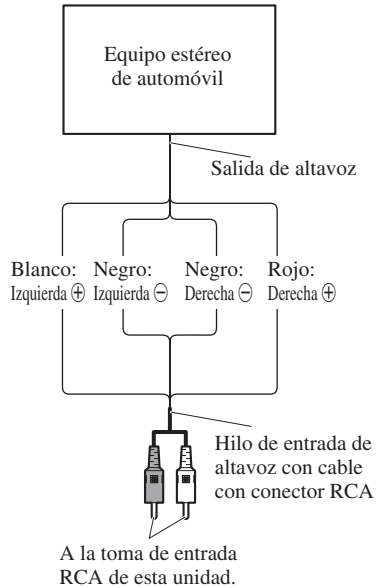 Equipo estéreo
de automóvil
Salida de altavoz
Blanco: Negro: Negro: Rojo:
Izquierda ⊕ Izquierda ⊖ Derecha ⊖ Derecha ⊕
Hilo de entrada de
altavoz con cable
con conector RCA
A la toma de entrada
RCA de esta unidad.